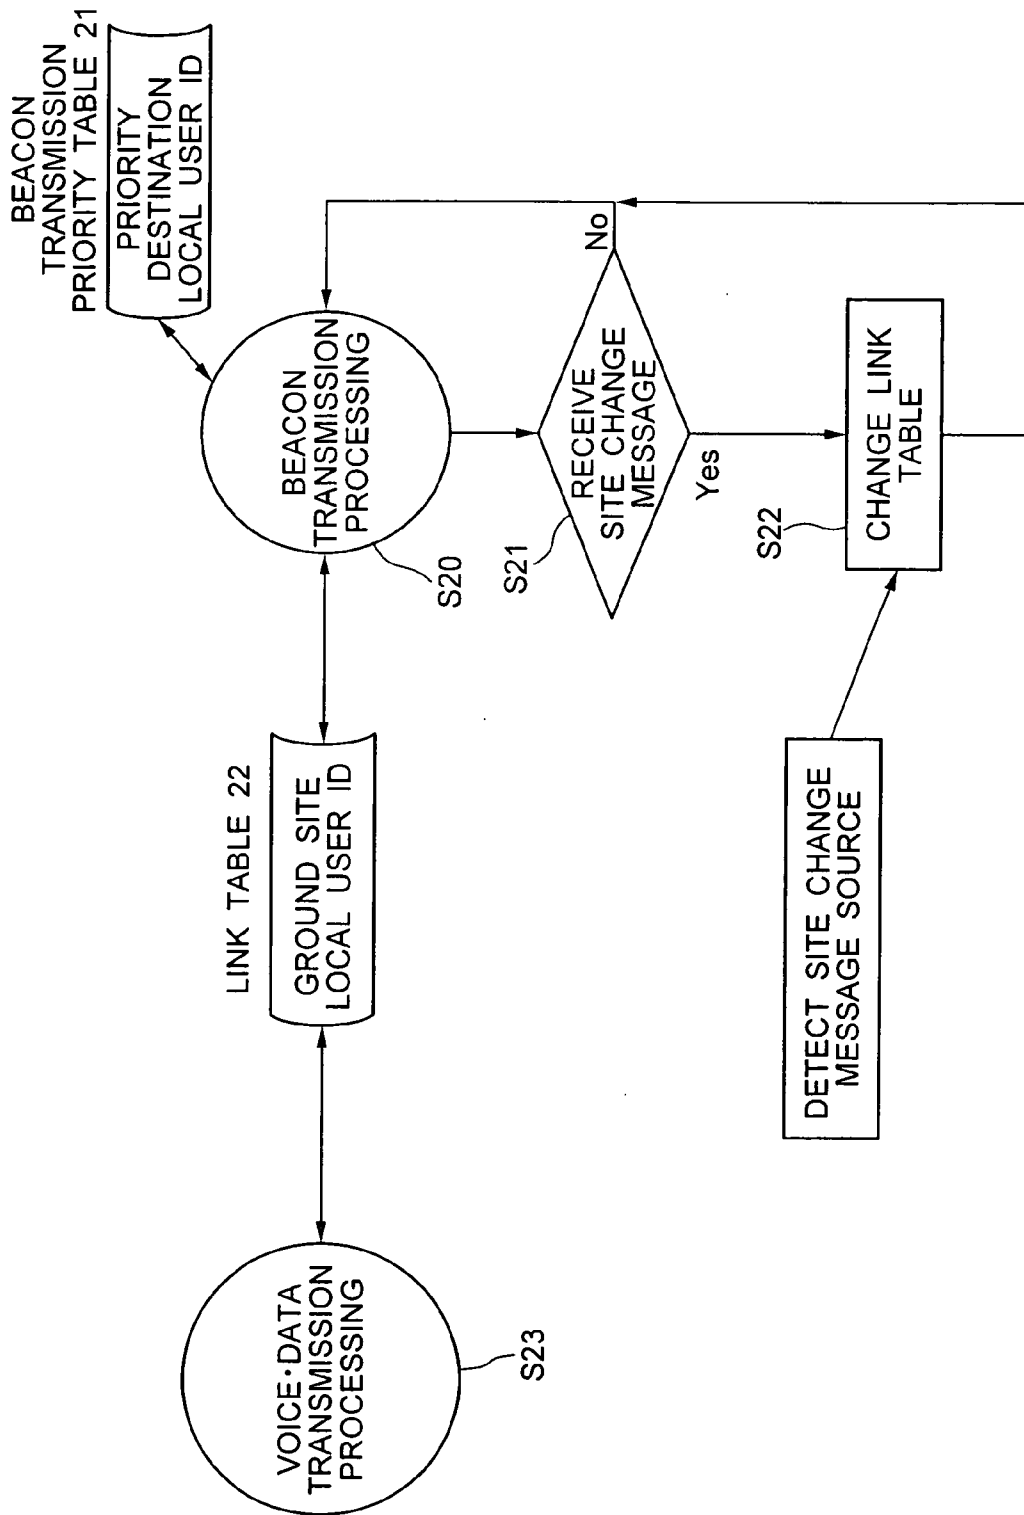 BEACON
TRANSMISSION
PRIORITY TABLE 21
PRIORITY
DESTINATION
LOCAL USER ID
BEACON
TRANSMISSION
PROCESSING
S20
LINK TABLE 22
GROUND SITE
LOCAL USER ID
VOICE・DATA
TRANSMISSION
PROCESSING
S23
RECEIVE
SITE CHANGE
MESSAGE
S21
No
Yes
S22
CHANGE LINK
TABLE
DETECT SITE CHANGE
MESSAGE SOURCE